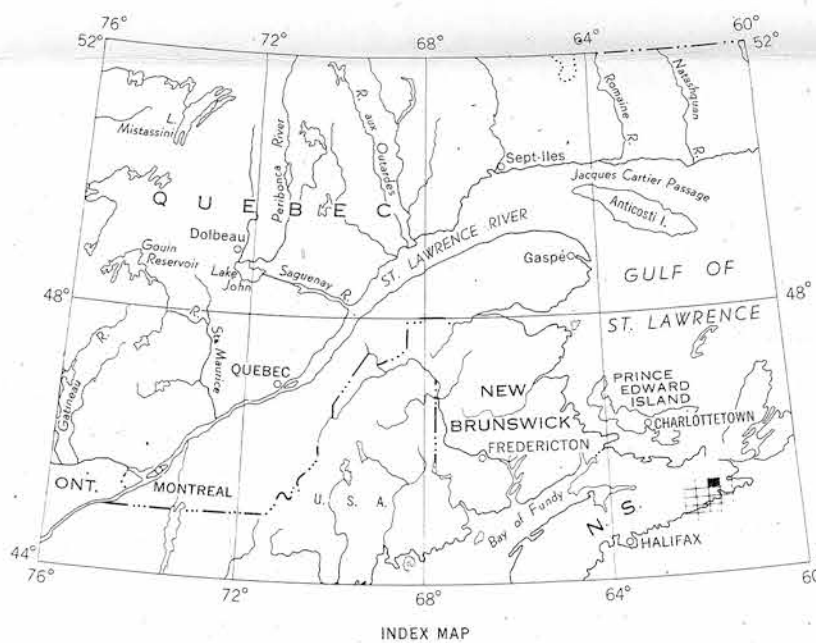 76°
72°
68°
64°
60°
52°
52°
L.
Mistassini
Peribonca River
R. aux Outardes
Romaine R.
Natashquan R.
Sept-Iles
Jacques Cartier Passage
Anticosti I.
QUEBEC
Dolbeau
Gouin
Reservoir
Lake
John
Saguenay R.
ST. LAWRENCE RIVER
Gaspé
GULF OF
ST. LAWRENCE
48°
48°
R.
Ste Maurice
Gatineau R.
QUEBEC
NEW
BRUNSWICK
FREDERICTON
PRINCE
EDWARD
ISLAND
CHARLOTTETOWN
ONT.
MONTREAL
U. S. A.
Bay of Fundy
N. S.
HALIFAX
44°
76°
72°
68°
64°
60
INDEX MAP